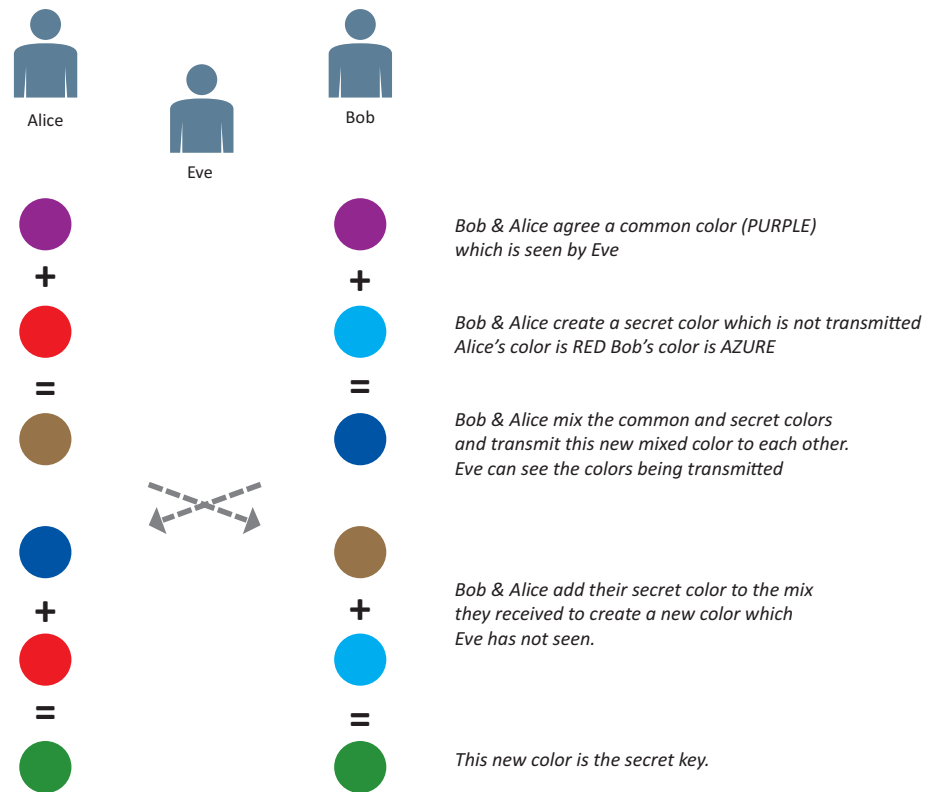 Alice
Bob
Eve
Bob & Alice agree a common color (PURPLE)
which is seen by Eve
+
+
Bob & Alice create a secret color which is not transmitted
Alice's color is RED Bob's color is AZURE
=
=
Bob & Alice mix the common and secret colors
and transmit this new mixed color to each other.
Eve can see the colors being transmitted
Bob & Alice add their secret color to the mix
they received to create a new color which
Eve has not seen.
+
+
=
=
This new color is the secret key.